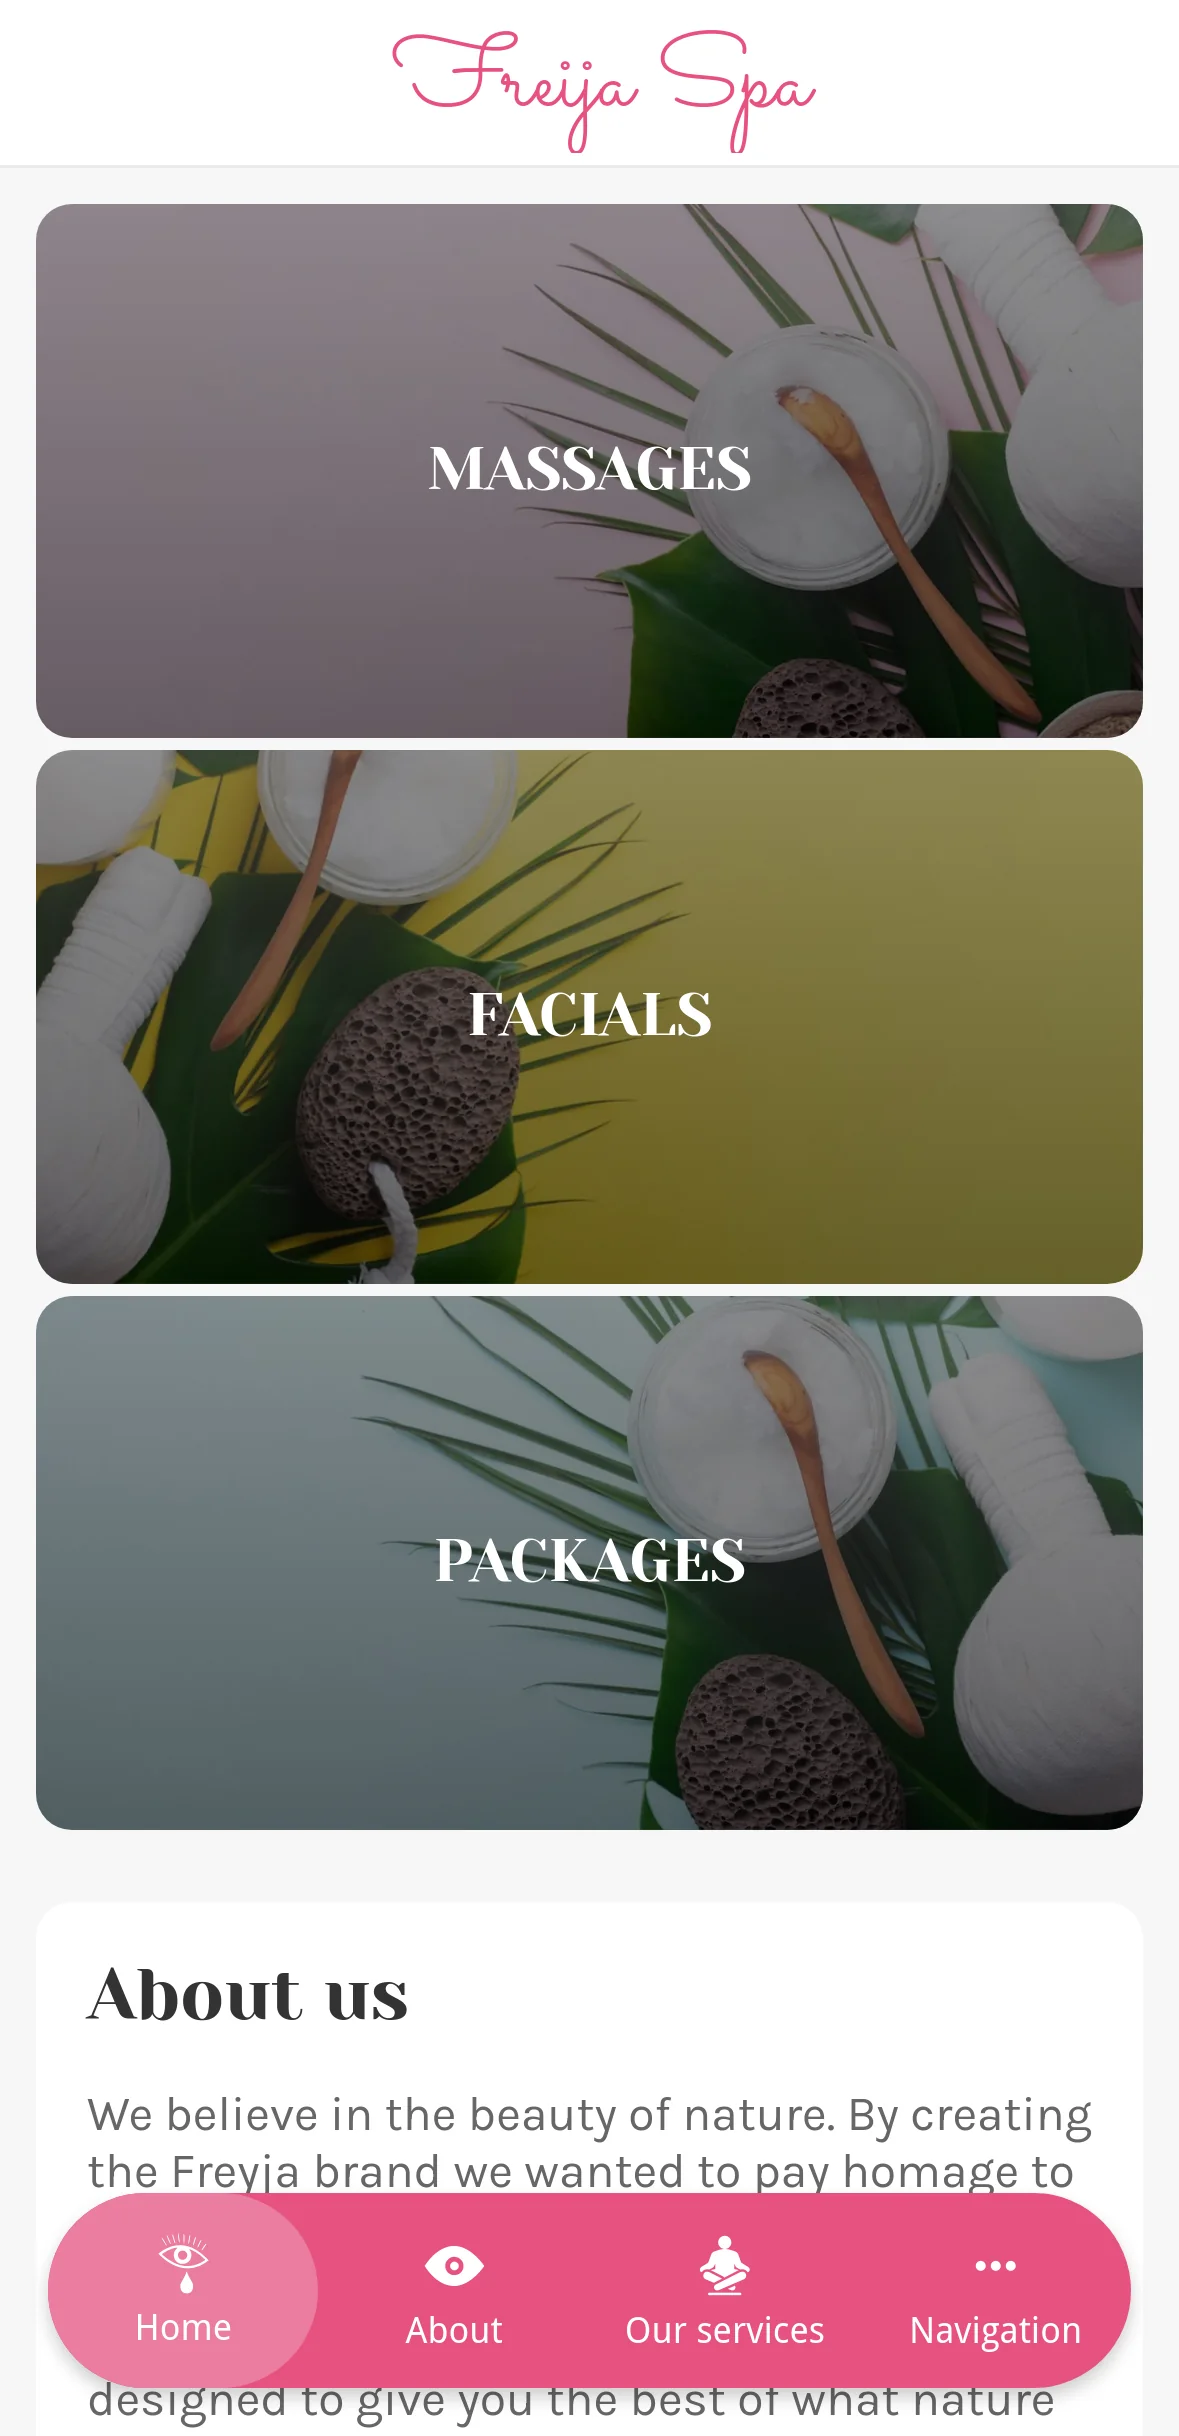 Freija Spa
MASSAGES
FACIALS
PACKAGES
About us
We believe in the beauty of nature. By creating
the Freyja brand we wanted to pay homage to
Home
About
Our services
Navigation
designed to give you the best of what nature